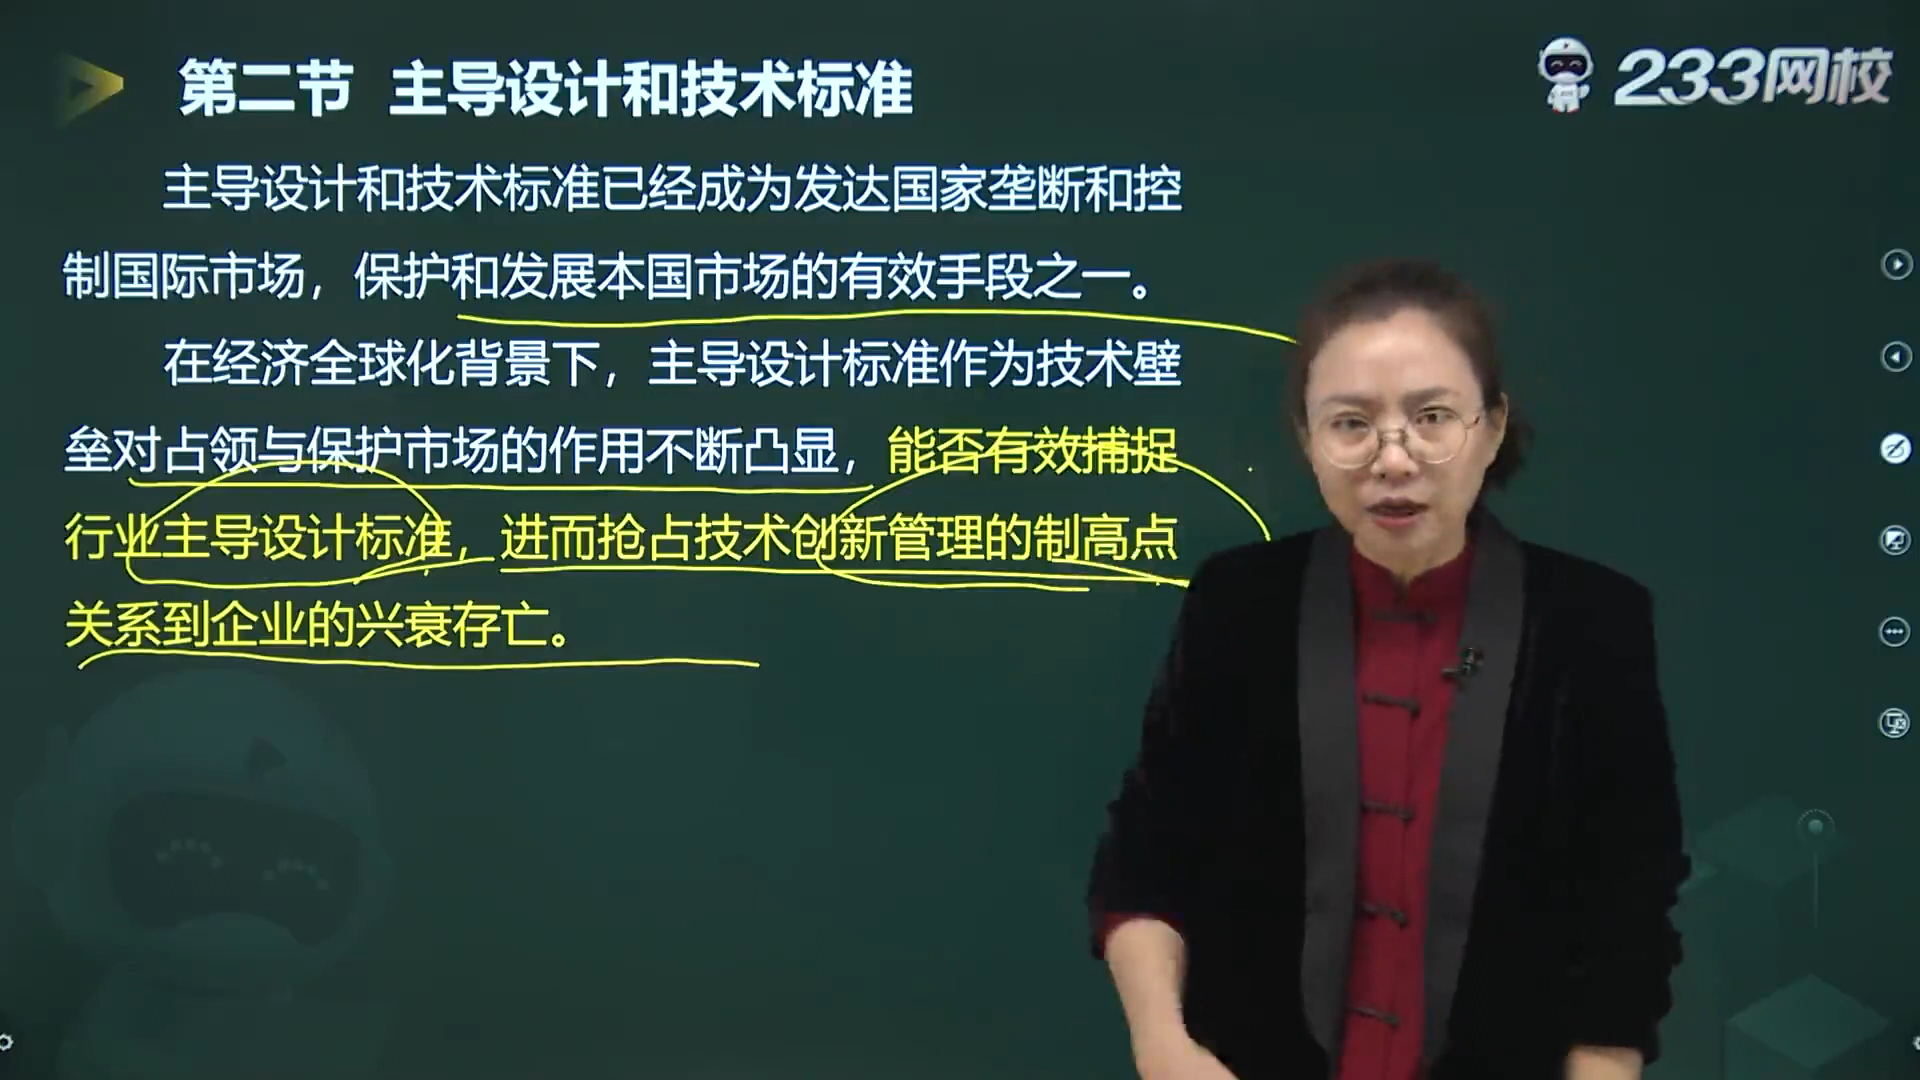 第二节 主导设计和技术标准
233网校
主导设计和技术标准已经成为发达国家垄断和控
制国际市场，保护和发展本国市场的有效手段之一。
在经济全球化背景下，主导设计标准作为技术壁
垒对占领与保护市场的作用不断凸显，能否有效捕捉
行业主导设计标准，进而抢占技术创新管理的制高点
关系到企业的兴衰存亡。